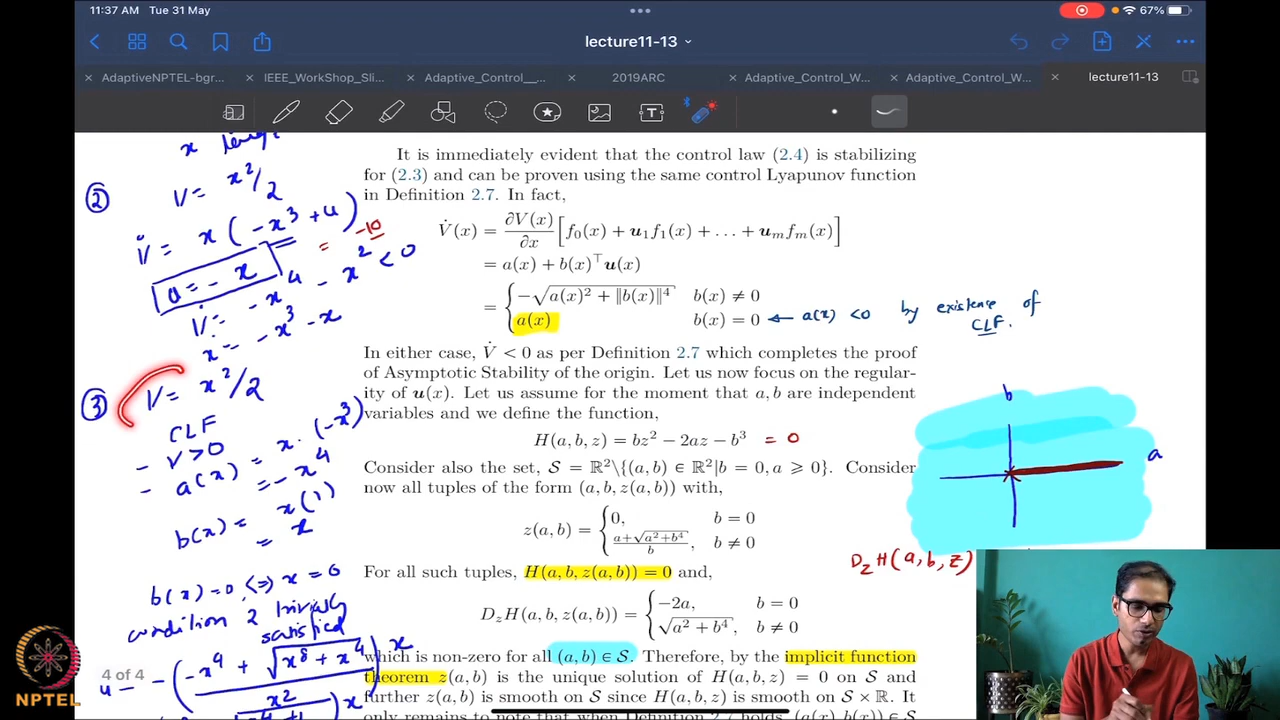 11:37 AM Tue 31 May
67%
lecture11-13
AdaptiveNPTEL-bgr...
IEEE_WorkShop_Sli...
Adaptive_Control__...
2019ARC
Adaptive_Control_W...
Adaptive_Control_W...
lecture11-13
②
V = x²/2
V̇ = x(-x³+u)
= -10
u = -x
V̇ = -x⁴ - x² < 0
ẋ = -x³ - x
③
V = x²/2
CLF
- V>0
- a(x) = x.(-x³)
= -x⁴
b(x) = x(1)
= x
b(x)=0 <=> x=0
condition 2 trivially
satisfied
It is immediately evident that the control law (2.4) is stabilizing
for (2.3) and can be proven using the same control Lyapunov function
in Definition 2.7. In fact,
V̇(x) = ∂V(x)/∂x [f₀(x) + u₁f₁(x) + … + uₘfₘ(x)]
= a(x) + b(x)⊤u(x)
= { -√(a(x)² + ‖b(x)‖⁴) b(x) ≠ 0
a(x) b(x) = 0 ← a(x) <0 by existence of
CLF.
In either case, V̇ < 0 as per Definition 2.7 which completes the proof
of Asymptotic Stability of the origin. Let us now focus on the regular-
ity of u(x). Let us assume for the moment that a, b are independent
variables and we define the function,
H(a, b, z) = bz² − 2az − b³ = 0
Consider also the set, S = ℝ²\{(a, b) ∈ ℝ²|b = 0, a ⩾ 0}. Consider
now all tuples of the form (a, b, z(a, b)) with,
z(a, b) = { 0, b = 0
(a+√(a²+b⁴))/b, b ≠ 0
For all such tuples, H(a, b, z(a, b)) = 0 and,
D_zH(a, b, z(a, b)) = { −2a, b = 0
√(a² + b⁴), b ≠ 0
which is non-zero for all (a, b) ∈ S. Therefore, by the implicit function
theorem z(a, b) is the unique solution of H(a, b, z) = 0 on S and
further z(a, b) is smooth on S since H(a, b, z) is smooth on S × ℝ. It
b
a
D_z H(a, b, z)
4 of 4
NPTEL